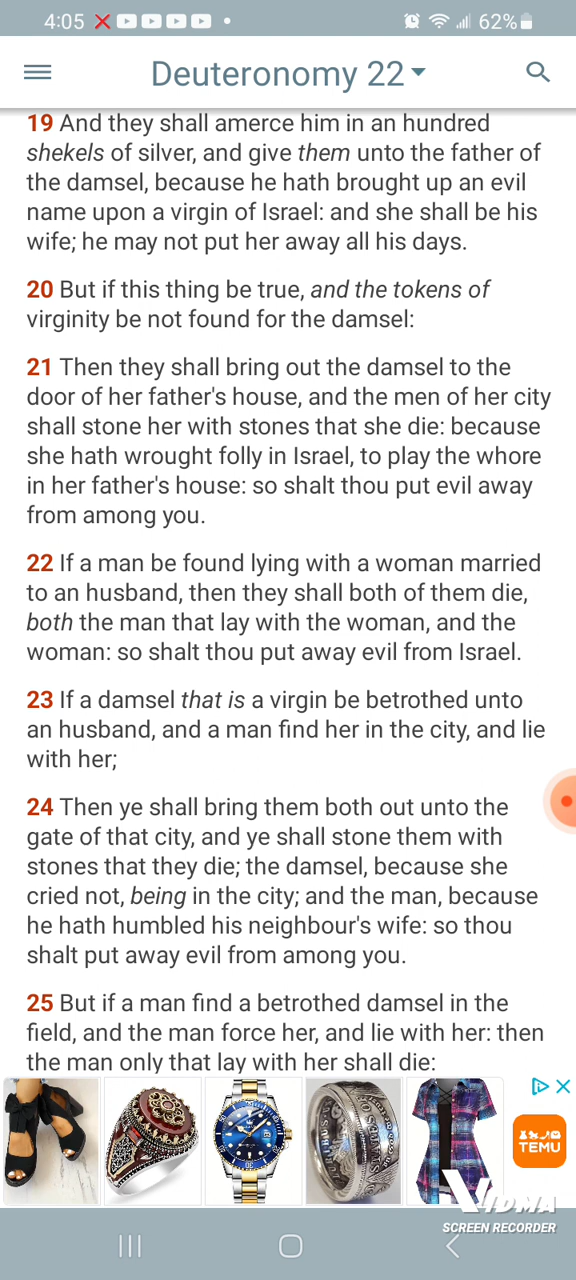 4:05
62%
Deuteronomy 22
19 And they shall amerce him in an hundred
shekels of silver, and give them unto the father of
the damsel, because he hath brought up an evil
name upon a virgin of Israel: and she shall be his
wife; he may not put her away all his days.
20 But if this thing be true, and the tokens of
virginity be not found for the damsel:
21 Then they shall bring out the damsel to the
door of her father's house, and the men of her city
shall stone her with stones that she die: because
she hath wrought folly in Israel, to play the whore
in her father's house: so shalt thou put evil away
from among you.
22 If a man be found lying with a woman married
to an husband, then they shall both of them die,
both the man that lay with the woman, and the
woman: so shalt thou put away evil from Israel.
23 If a damsel that is a virgin be betrothed unto
an husband, and a man find her in the city, and lie
with her;
24 Then ye shall bring them both out unto the
gate of that city, and ye shall stone them with
stones that they die; the damsel, because she
cried not, being in the city; and the man, because
he hath humbled his neighbour's wife: so thou
shalt put away evil from among you.
25 But if a man find a betrothed damsel in the
field, and the man force her, and lie with her: then
the man only that lay with her shall die:
TEMU
VIDMA
SCREEN RECORDER